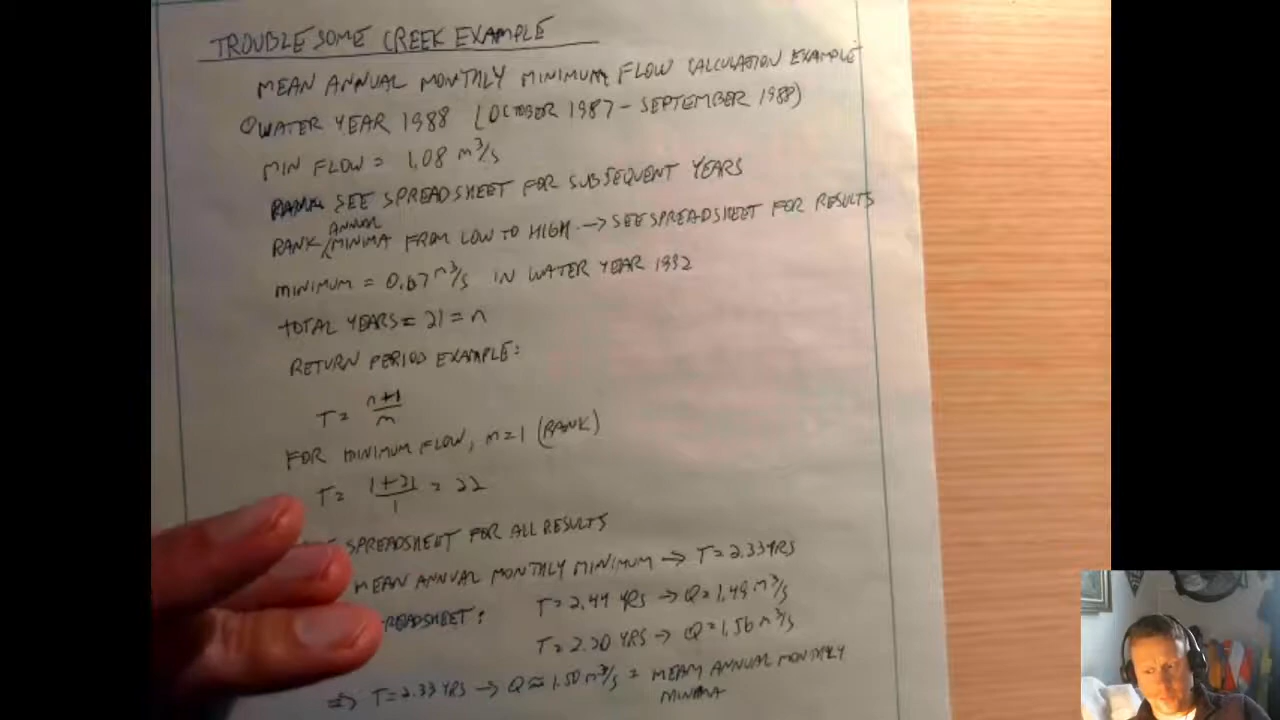 TROUBLESOME CREEK EXAMPLE
MEAN ANNUAL MONTHLY MINIMUM FLOW CALCULATION EXAMPLE
WATER YEAR 1988 (OCTOBER 1987 - SEPTEMBER 1988)
MIN FLOW = 1.08 m³/s
SEE SPREADSHEET FOR SUBSEQUENT YEARS
ANNUAL
RANK MINIMA FROM LOW TO HIGH → SEE SPREADSHEET FOR RESULTS
MINIMUM = 0.67 m³/s IN WATER YEAR 1992
TOTAL YEARS = 21 = n
RETURN PERIOD EXAMPLE:
T = n+1/m
FOR MINIMUM FLOW, m=1 (RANK)
T = 1+21/1 = 22
SPREADSHEET FOR ALL RESULTS
MEAN ANNUAL MONTHLY MINIMUM → T=2.33YRS
READSHEET: T=2.44 YRS → Q=1.49 m³/s
T=2.20 YRS → Q=1.56 m³/s
⇒ T=2.33 YRS → Q≈1.50 m³/s = MEAN ANNUAL MONTHLY
MINIMA